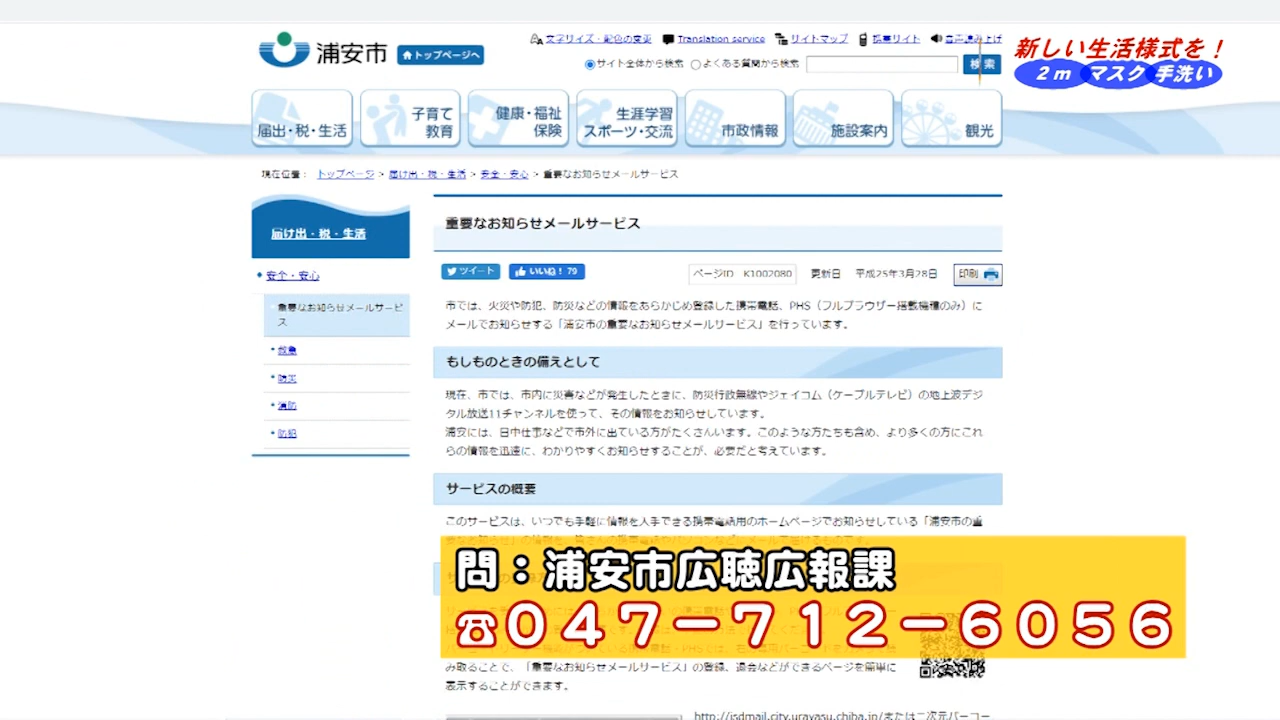 浦安市
トップページへ
文字サイズ・配色の変更
Translation service
サイトマップ
携帯サイト
音声読み上げ
サイト全体から検索
よくある質問から検索
検索
新しい生活様式を！
２ｍ マスク 手洗い
届出・税・生活
子育て
教育
健康・福祉
保険
生涯学習
スポーツ・交流
市政情報
施設案内
観光
現在位置： トップページ > 届け出・税・生活 > 安全・安心 > 重要なお知らせメールサービス
届け出・税・生活
安全・安心
重要なお知らせメールサービ
ス
救急
防災
消防
防犯
重要なお知らせメールサービス
ツイート
いいね！ 79
ページID K1002080
更新日 平成25年3月28日
印刷
市では、火災や防犯、防災などの情報をあらかじめ登録した携帯電話、PHS（フルブラウザー搭載機種のみ）に
メールでお知らせする「浦安市の重要なお知らせメールサービス」を行っています。
もしものときの備えとして
現在、市では、市内に災害などが発生したときに、防災行政無線やジェイコム（ケーブルテレビ）の地上波デジ
タル放送11チャンネルを使って、その情報をお知らせしています。
浦安には、日中仕事などで市外に出ている方がたくさんいます。このような方たちも含め、より多くの方にこれ
らの情報を迅速に、わかりやすくお知らせすることが、必要だと考えています。
サービスの概要
このサービスは、いつでも手軽に情報を入手できる携帯電話用のホームページでお知らせしている「浦安市の重
問：浦安市広聴広報課
☎０４７－７１２－６０５６
み取ることで、「重要なお知らせメールサービス」の登録、退会などができるページを簡単に
表示することができます。
http://isdmail.city.urayasu.chiba.jp/または二次元バーコー